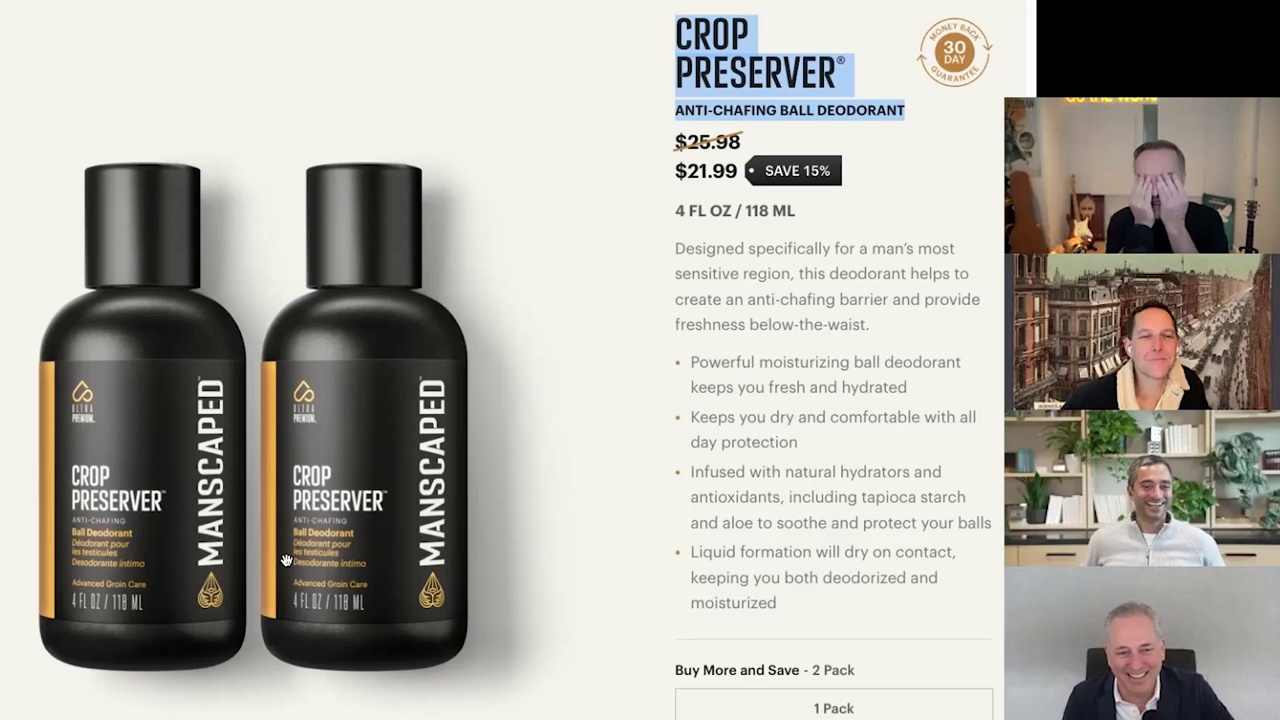 CROP
PRESERVER®
ANTI-CHAFING BALL DEODORANT
MONEY BACK
30
DAY
GUARANTEE
$25.98
$21.99
SAVE 15%
4 FL OZ / 118 ML
Designed specifically for a man’s most
sensitive region, this deodorant helps to
create an anti-chafing barrier and provide
freshness below-the-waist.
• Powerful moisturizing ball deodorant
keeps you fresh and hydrated
• Keeps you dry and comfortable with all
day protection
• Infused with natural hydrators and
antioxidants, including tapioca starch
and aloe to soothe and protect your balls
• Liquid formation will dry on contact,
keeping you both deodorized and
moisturized
Buy More and Save - 2 Pack
1 Pack
ULTRA
PREMIUM.
CROP
PRESERVER™
ANTI-CHAFING
Ball Deodorant
Déodorant pour
les testicules
Desodorante íntimo
Advanced Groin Care
4 FL OZ / 118 ML
MANSCAPED
ULTRA
PREMIUM.
CROP
PRESERVER™
ANTI-CHAFING
Ball Deodorant
Déodorant pour
les testicules
Desodorante íntimo
Advanced Groin Care
4 FL OZ / 118 ML
MANSCAPED